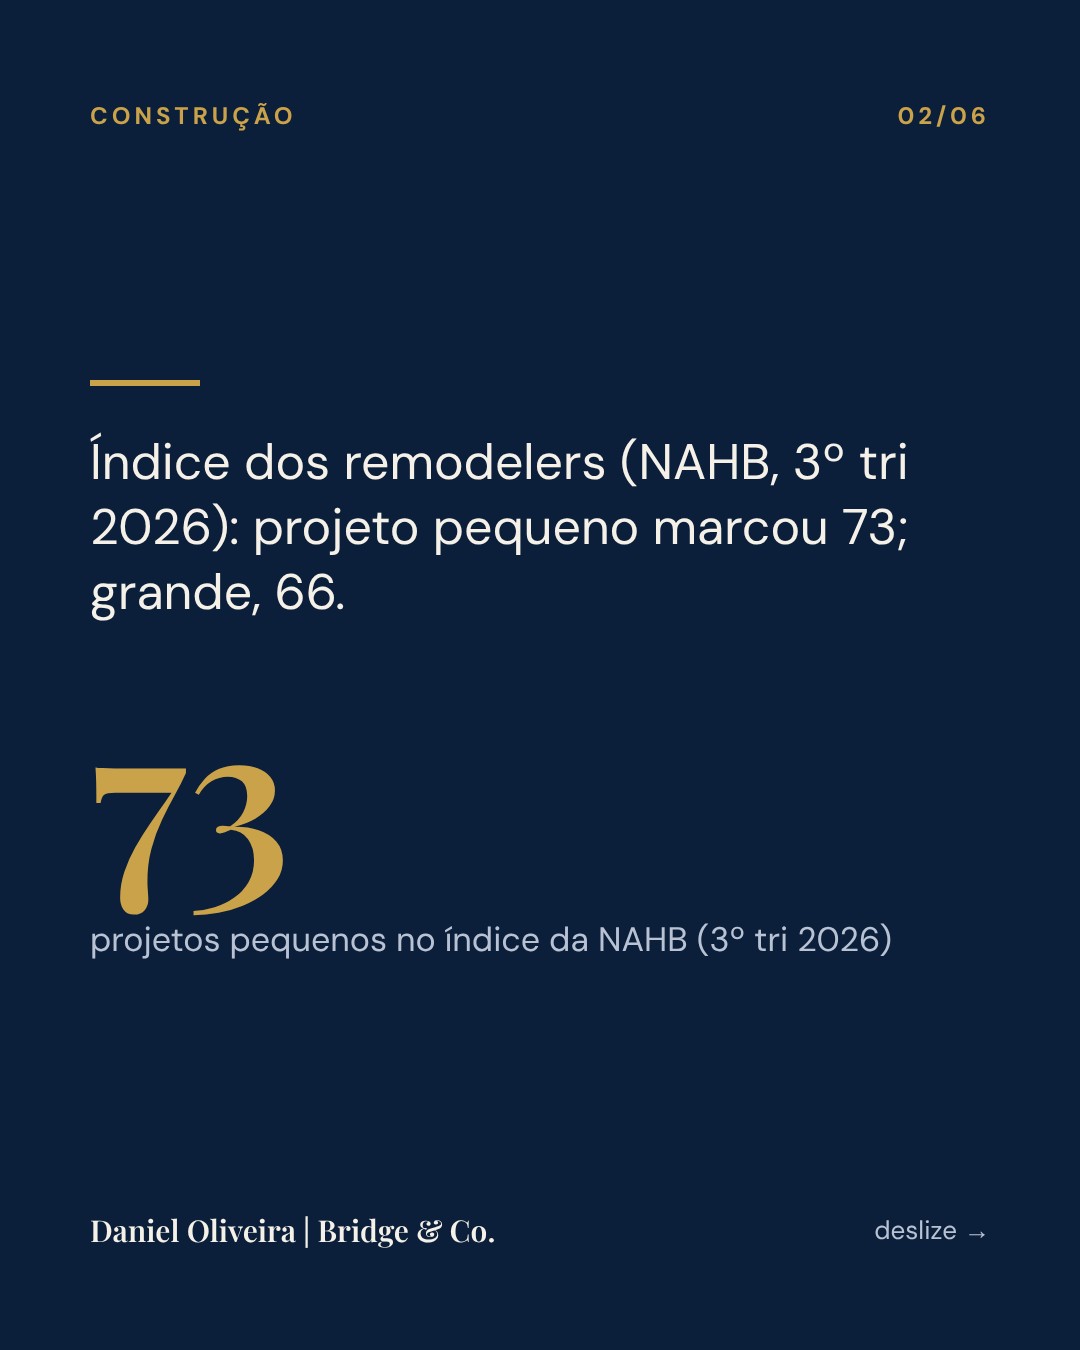 CONSTRUÇÃO
02/06
Índice dos remodelers (NAHB, 3º tri
2026): projeto pequeno marcou 73;
grande, 66.
73
projetos pequenos no índice da NAHB (3º tri 2026)
Daniel Oliveira | Bridge & Co.
deslize →